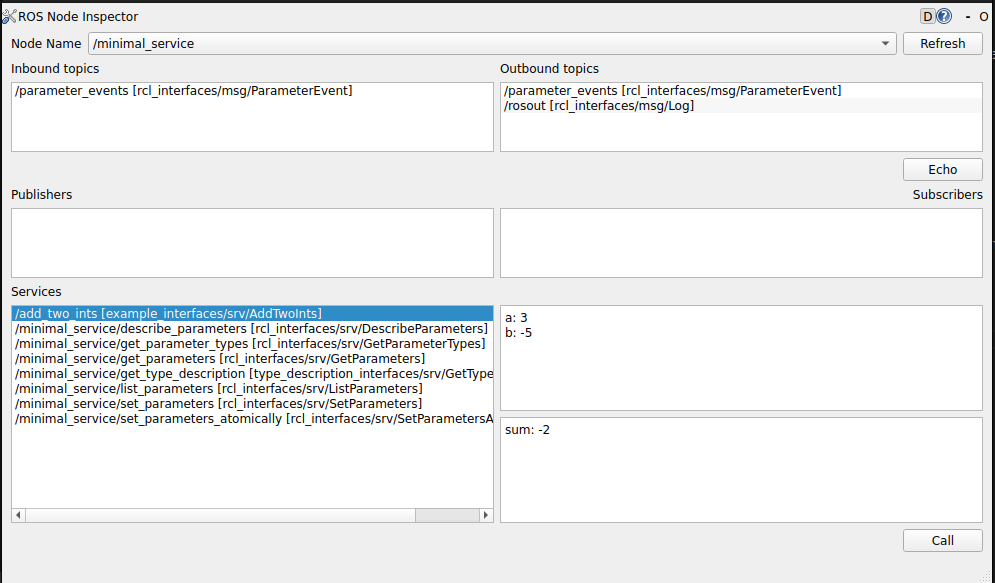 ROS Node Inspector D ? - O
Node Name /minimal_service Refresh
Inbound topics
/parameter_events [rcl_interfaces/msg/ParameterEvent]
Outbound topics
/parameter_events [rcl_interfaces/msg/ParameterEvent]
/rosout [rcl_interfaces/msg/Log]
Echo
Publishers
Subscribers
Services
/add_two_ints [example_interfaces/srv/AddTwoInts]
/minimal_service/describe_parameters [rcl_interfaces/srv/DescribeParameters]
/minimal_service/get_parameter_types [rcl_interfaces/srv/GetParameterTypes]
/minimal_service/get_parameters [rcl_interfaces/srv/GetParameters]
/minimal_service/get_type_description [type_description_interfaces/srv/GetType
/minimal_service/list_parameters [rcl_interfaces/srv/ListParameters]
/minimal_service/set_parameters [rcl_interfaces/srv/SetParameters]
/minimal_service/set_parameters_atomically [rcl_interfaces/srv/SetParametersA
a: 3
b: -5
sum: -2
Call